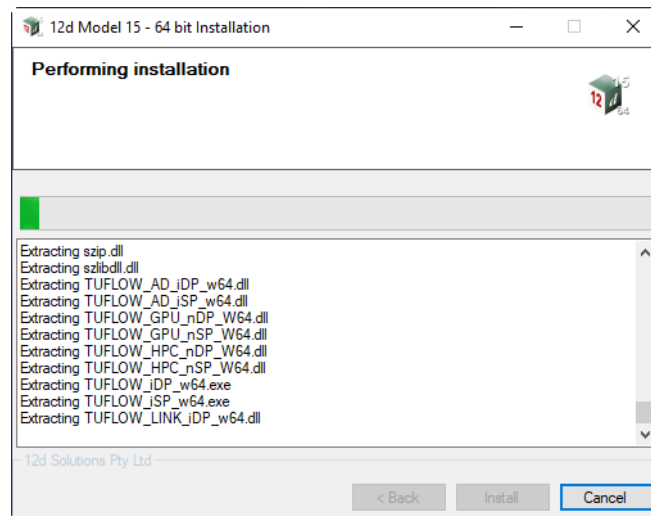 12d Model 15 - 64 bit Installation
Performing installation
15
12 d
64
Extracting szip.dll
Extracting szlibdll.dll
Extracting TUFLOW_AD_iDP_w64.dll
Extracting TUFLOW_AD_iSP_w64.dll
Extracting TUFLOW_GPU_nDP_W64.dll
Extracting TUFLOW_GPU_nSP_W64.dll
Extracting TUFLOW_HPC_nDP_W64.dll
Extracting TUFLOW_HPC_nSP_W64.dll
Extracting TUFLOW_iDP_w64.exe
Extracting TUFLOW_iSP_w64.exe
Extracting TUFLOW_LINK_iDP_w64.dll
12d Solutions Pty Ltd
< Back Install Cancel